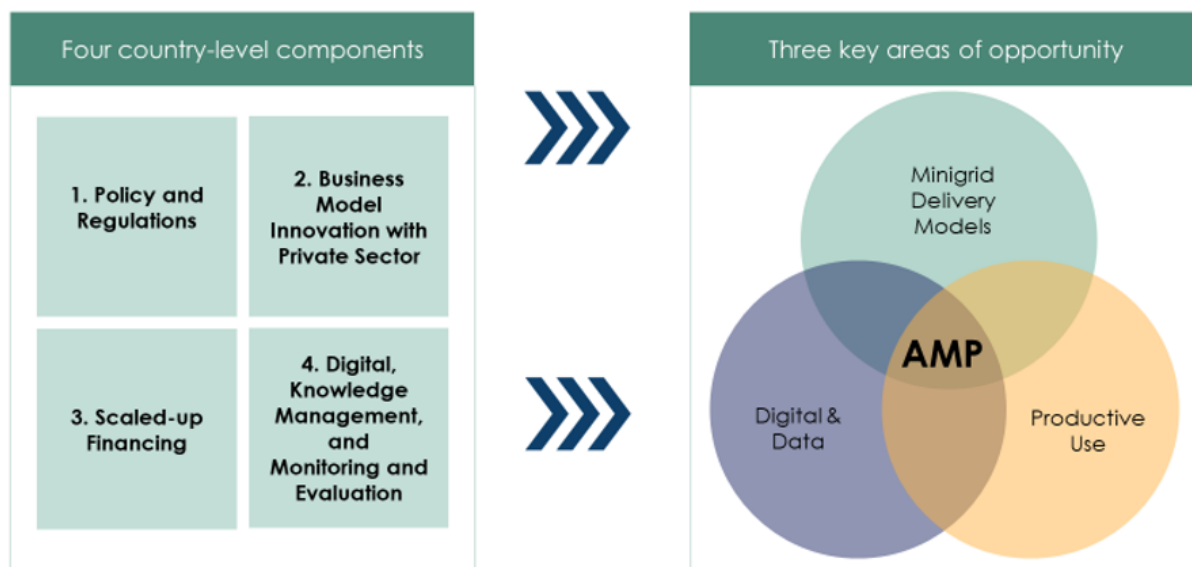 Four country-level components
1. Policy and
Regulations
2. Business
Model
Innovation with
Private Sector
3. Scaled-up
Financing
4. Digital,
Knowledge
Management,
and
Monitoring and
Evaluation
Three key areas of opportunity
Minigrid
Delivery
Models
AMP
Digital &
Data
Productive
Use